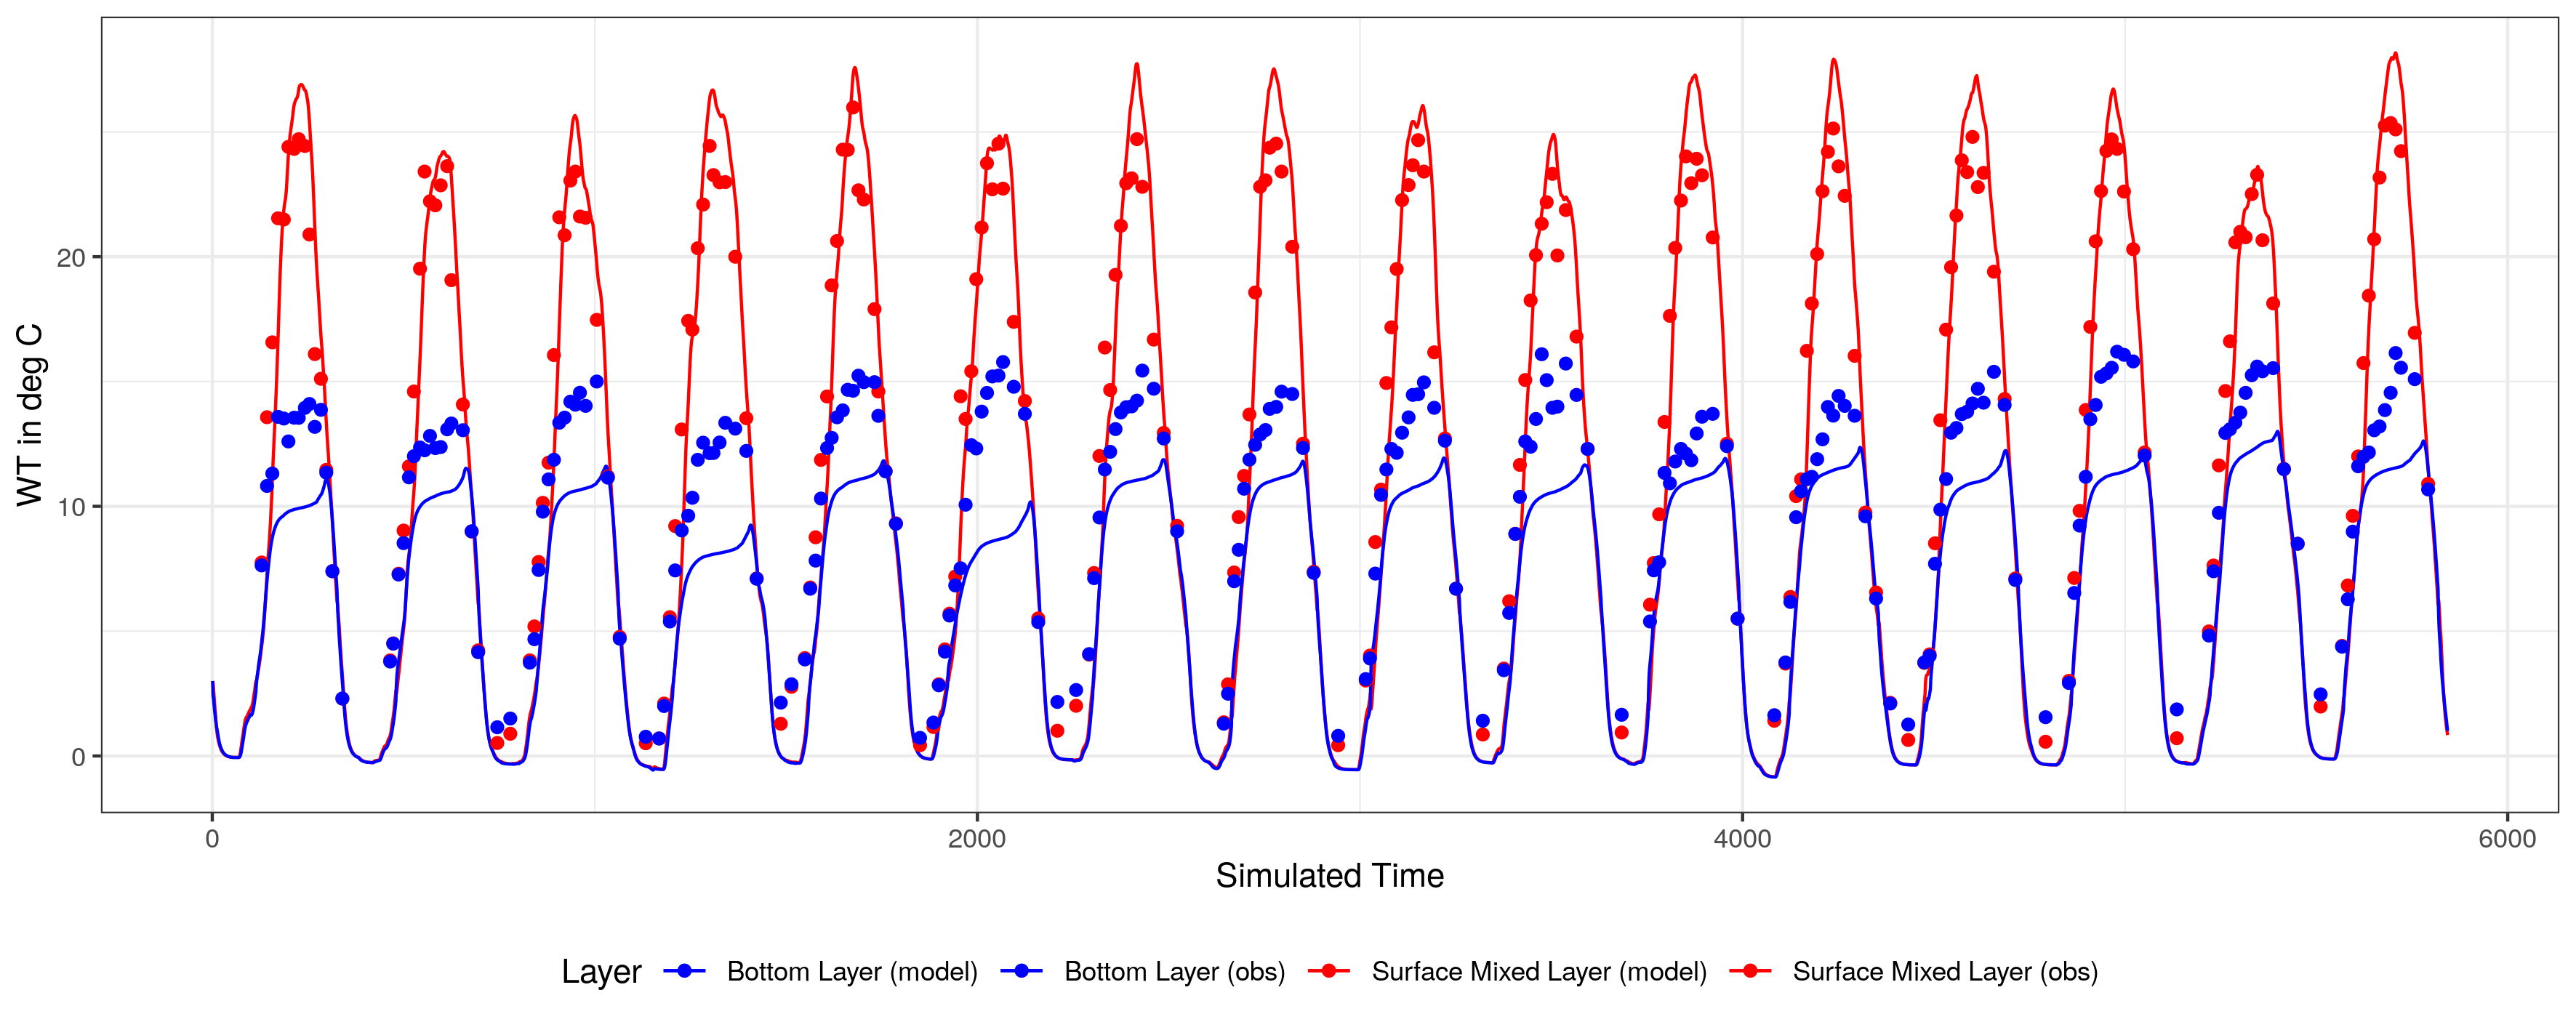 WT in deg C
20
10
0
0 2000 4000 6000
Simulated Time
Layer Bottom Layer (model) Bottom Layer (obs) Surface Mixed Layer (model) Surface Mixed Layer (obs)